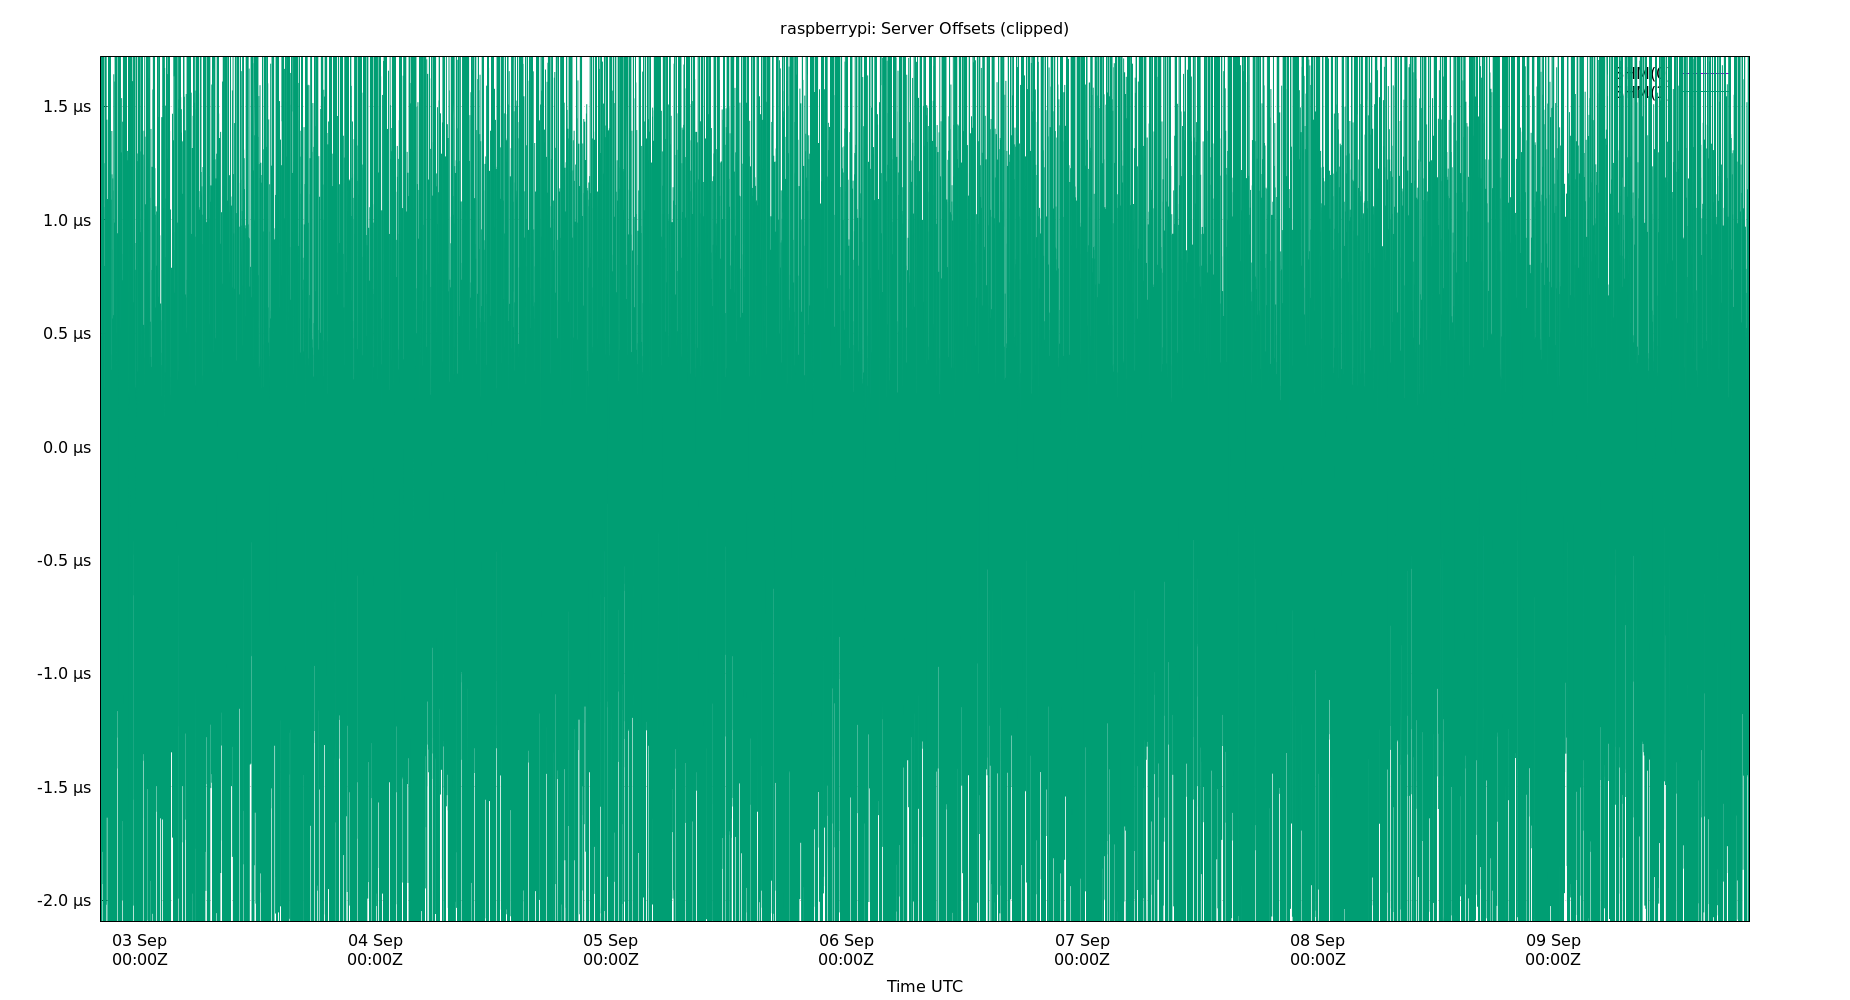 raspberrypi: Server Offsets (clipped)
1.5 µs
1.0 µs
0.5 µs
0.0 µs
-0.5 µs
-1.0 µs
-1.5 µs
-2.0 µs
03 Sep
00:00Z
04 Sep
00:00Z
05 Sep
00:00Z
06 Sep
00:00Z
07 Sep
00:00Z
08 Sep
00:00Z
09 Sep
00:00Z
Time UTC